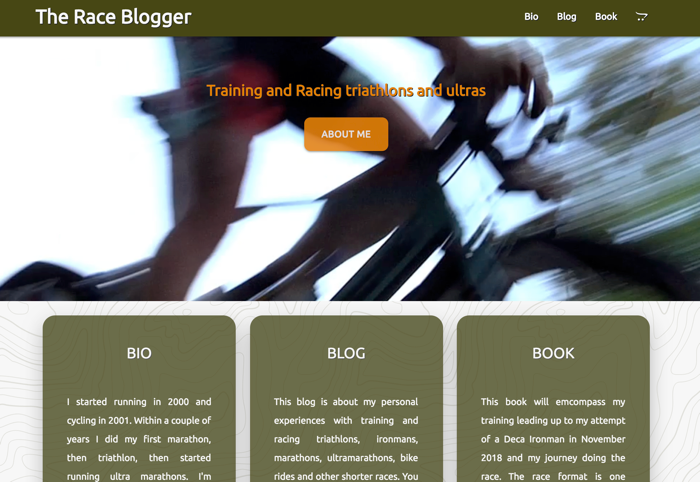 The Race Blogger
Bio Blog Book
Training and Racing triathlons and ultras
ABOUT ME
BIO
I started running in 2000 and
cycling in 2001. Within a couple of
years I did my first marathon,
then triathlon, then started
running ultra marathons. I'm
BLOG
This blog is about my personal
experiences with training and
racing triathlons, ironmans,
marathons, ultramarathons, bike
rides and other shorter races. You
BOOK
This book will emcompass my
training leading up to my attempt
of a Deca Ironman in November
2018 and my journey doing the
race. The race format is one